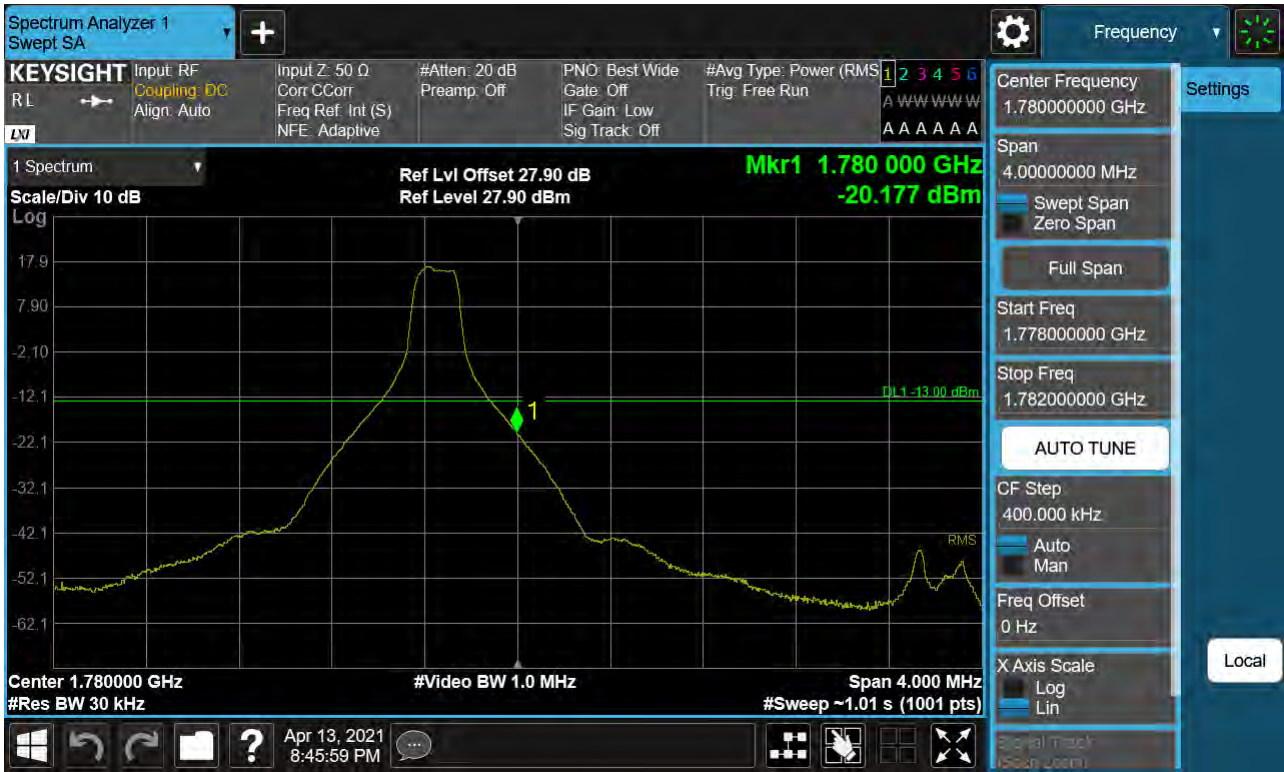 Spectrum Analyzer 1
Swept SA
+
Frequency
KEYSIGHT
RL
LXI
Input: RF
Coupling: DC
Align: Auto
Input Z: 50 Ω
Corr CCorr
Freq Ref: Int (S)
NFE: Adaptive
#Atten: 20 dB
Preamp: Off
PNO: Best Wide
Gate: Off
IF Gain: Low
Sig Track: Off
#Avg Type: Power (RMS
Trig: Free Run
1 2 3 4 5 6
A W W W W W
A A A A A A
Center Frequency
1.780000000 GHz
Settings
Span
4.00000000 MHz
Swept Span
Zero Span
Full Span
Start Freq
1.778000000 GHz
Stop Freq
1.782000000 GHz
AUTO TUNE
CF Step
400.000 kHz
Auto
Man
Freq Offset
0 Hz
X Axis Scale
Log
Lin
Signal Track
(Span Zoom)
Local
1 Spectrum
Scale/Div 10 dB
Log
Ref Lvl Offset 27.90 dB
Ref Level 27.90 dBm
Mkr1 1.780 000 GHz
-20.177 dBm
17.9
7.90
-2.10
-12.1
-22.1
-32.1
-42.1
-52.1
-62.1
DL1 -13.00 dBm
1
RMS
Center 1.780000 GHz
#Video BW 1.0 MHz
Span 4.000 MHz
#Res BW 30 kHz
#Sweep ~1.01 s (1001 pts)
?
Apr 13, 2021
8:45:59 PM